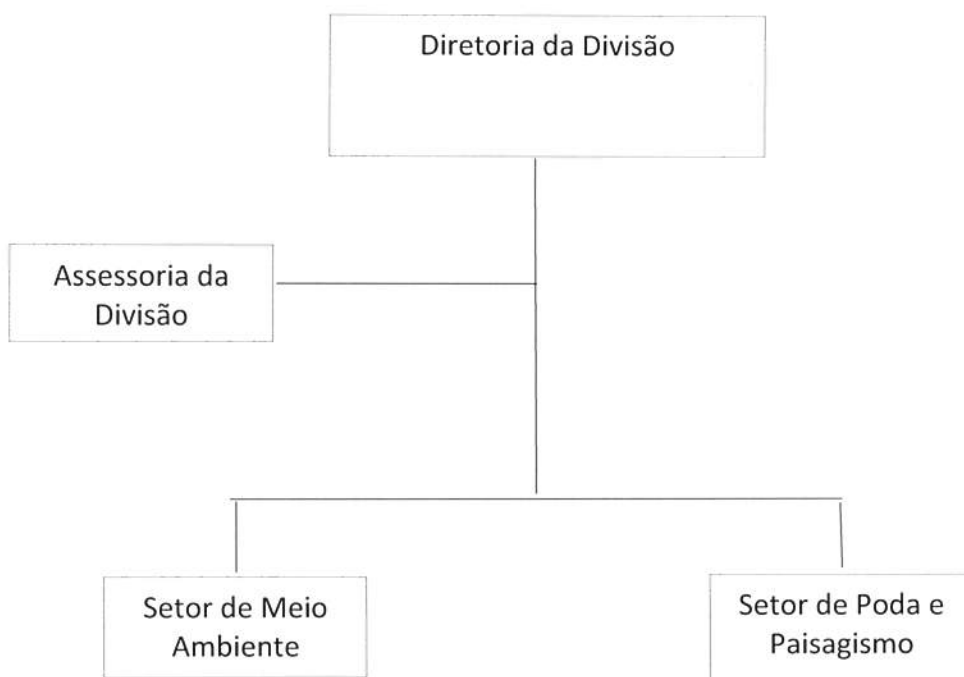 Diretoria da Divisão
Assessoria da
Divisão
Setor de Meio
Ambiente
Setor de Poda e
Paisagismo